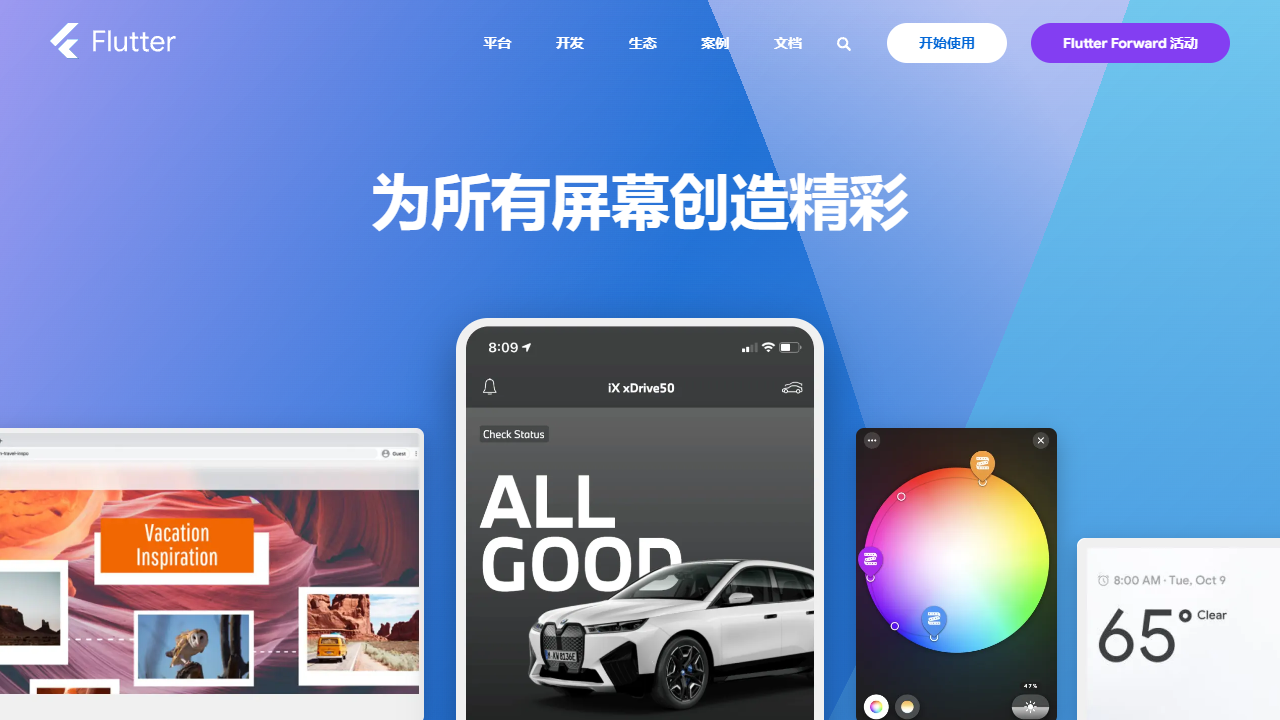 Flutter
平台
开发
生态
案例
文档
开始使用
Flutter Forward 活动
为所有屏幕创造精彩
8:09
iX xDrive50
Check Status
ALL
GOOD
Guest
Vacation
Inspiration
47%
8:00 AM · Tue, Oct 9
65°
Clear